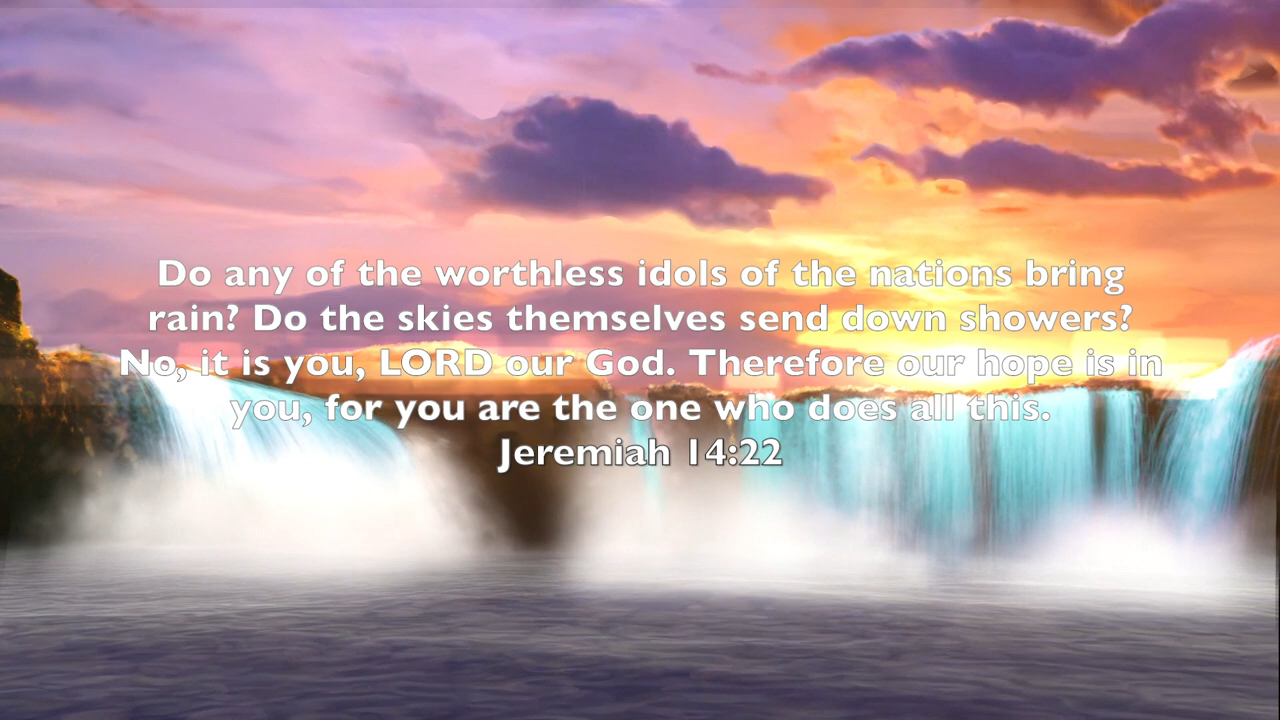 Do any of the worthless idols of the nations bring
rain? Do the skies themselves send down showers?
No, it is you, LORD our God. Therefore our hope is in
you, for you are the one who does all this.
Jeremiah 14:22